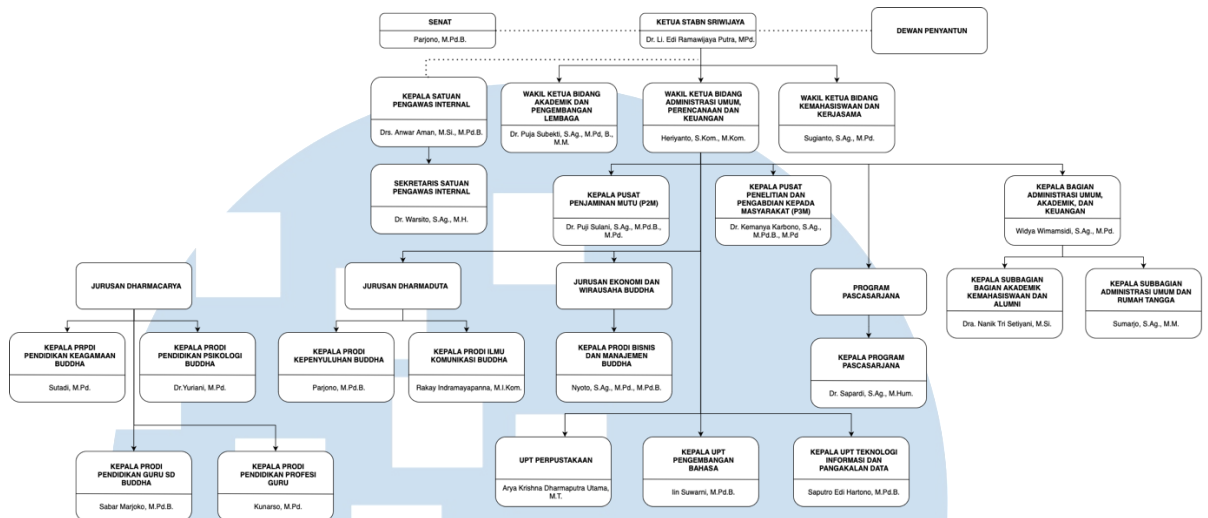 SENAT
Parjono, M.Pd.B.
KETUA STABN SRIWIJAYA
Dr. Li. Edi Ramawijaya Putra, MPd.
DEWAN PENYANTUN
KEPALA SATUAN
PENGAWAS INTERNAL
Drs. Anwar Aman, M.Si., M.Pd.B.
WAKIL KETUA BIDANG
AKADEMIK DAN
PENGEMBANGAN
LEMBAGA
Dr. Puja Subekti, S.Ag., M.Pd, B.,
M.M.
WAKIL KETUA BIDANG
ADMINISTRASI UMUM,
PERENCANAAN DAN
KEUANGAN
Heriyanto, S.Kom., M.Kom.
WAKIL KETUA BIDANG
KEMAHASISWAAN DAN
KERJASAMA
Sugianto, S.Ag., M.Pd.
SEKRETARIS SATUAN
PENGAWAS INTERNAL
Dr. Warsito, S.Ag., M.H.
KEPALA PUSAT
PENJAMINAN MUTU (P2M)
Dr. Puji Sulani, S.Ag., M.Pd.B.,
M.Pd.
KEPALA PUSAT
PENELITIAN DAN
PENGABDIAN KEPADA
MASYARAKAT (P3M)
Dr. Kemanya Karbono, S.Ag.,
M.Pd.B., M.Pd
KEPALA BAGIAN
ADMINISTRASI UMUM,
AKADEMIK, DAN
KEUANGAN
Widya Wimamsidi, S.Ag., M.Pd.
JURUSAN DHARMACARYA
JURUSAN DHARMADUTA
JURUSAN EKONOMI DAN
WIRAUSAHA BUDDHA
PROGRAM
PASCASARJANA
KEPALA SUBBAGIAN
BAGIAN AKADEMIK
KEMAHASISWAAN DAN
ALUMNI
Dra. Nanik Tri Setiyani, M.Si.
KEPALA SUBBAGIAN
ADMINISTRASI UMUM DAN
RUMAH TANGGA
Sumarjo, S.Ag., M.M.
KEPALA PRPDI
PENDIDIKAN KEAGAMAAN
BUDDHA
Sutadi, M.Pd.
KEPALA PRODI
PENDIDIKAN PSIKOLOGI
BUDDHA
Dr.Yuriani, M.Pd.
KEPALA PRODI
KEPENYULUHAN BUDDHA
Parjono, M.Pd.B.
KEPALA PRODI ILMU
KOMUNIKASI BUDDHA
Rakay Indramayapanna, M.I.Kom.
KEPALA PRODI BISNIS
DAN MANAJEMEN
BUDDHA
Nyoto, S.Ag., M.Pd., M.Pd.B.
KEPALA PROGRAM
PASCASARJANA
Dr. Sapardi, S.Ag., M.Hum.
KEPALA PRODI
PENDIDIKAN GURU SD
BUDDHA
Sabar Marjoko, M.Pd.B.
KEPALA PRODI
PENDIDIKAN PROFESI
GURU
Kunarso, M.Pd.
UPT PERPUSTAKAAN
Arya Krishna Dharmaputra Utama,
M.T.
KEPALA UPT
PENGEMBANGAN
BAHASA
Iin Suwarni, M.Pd.B.
KEPALA UPT TEKNOLOGI
INFORMASI DAN
PANGAKALAN DATA
Saputro Edi Hartono, M.Pd.B.